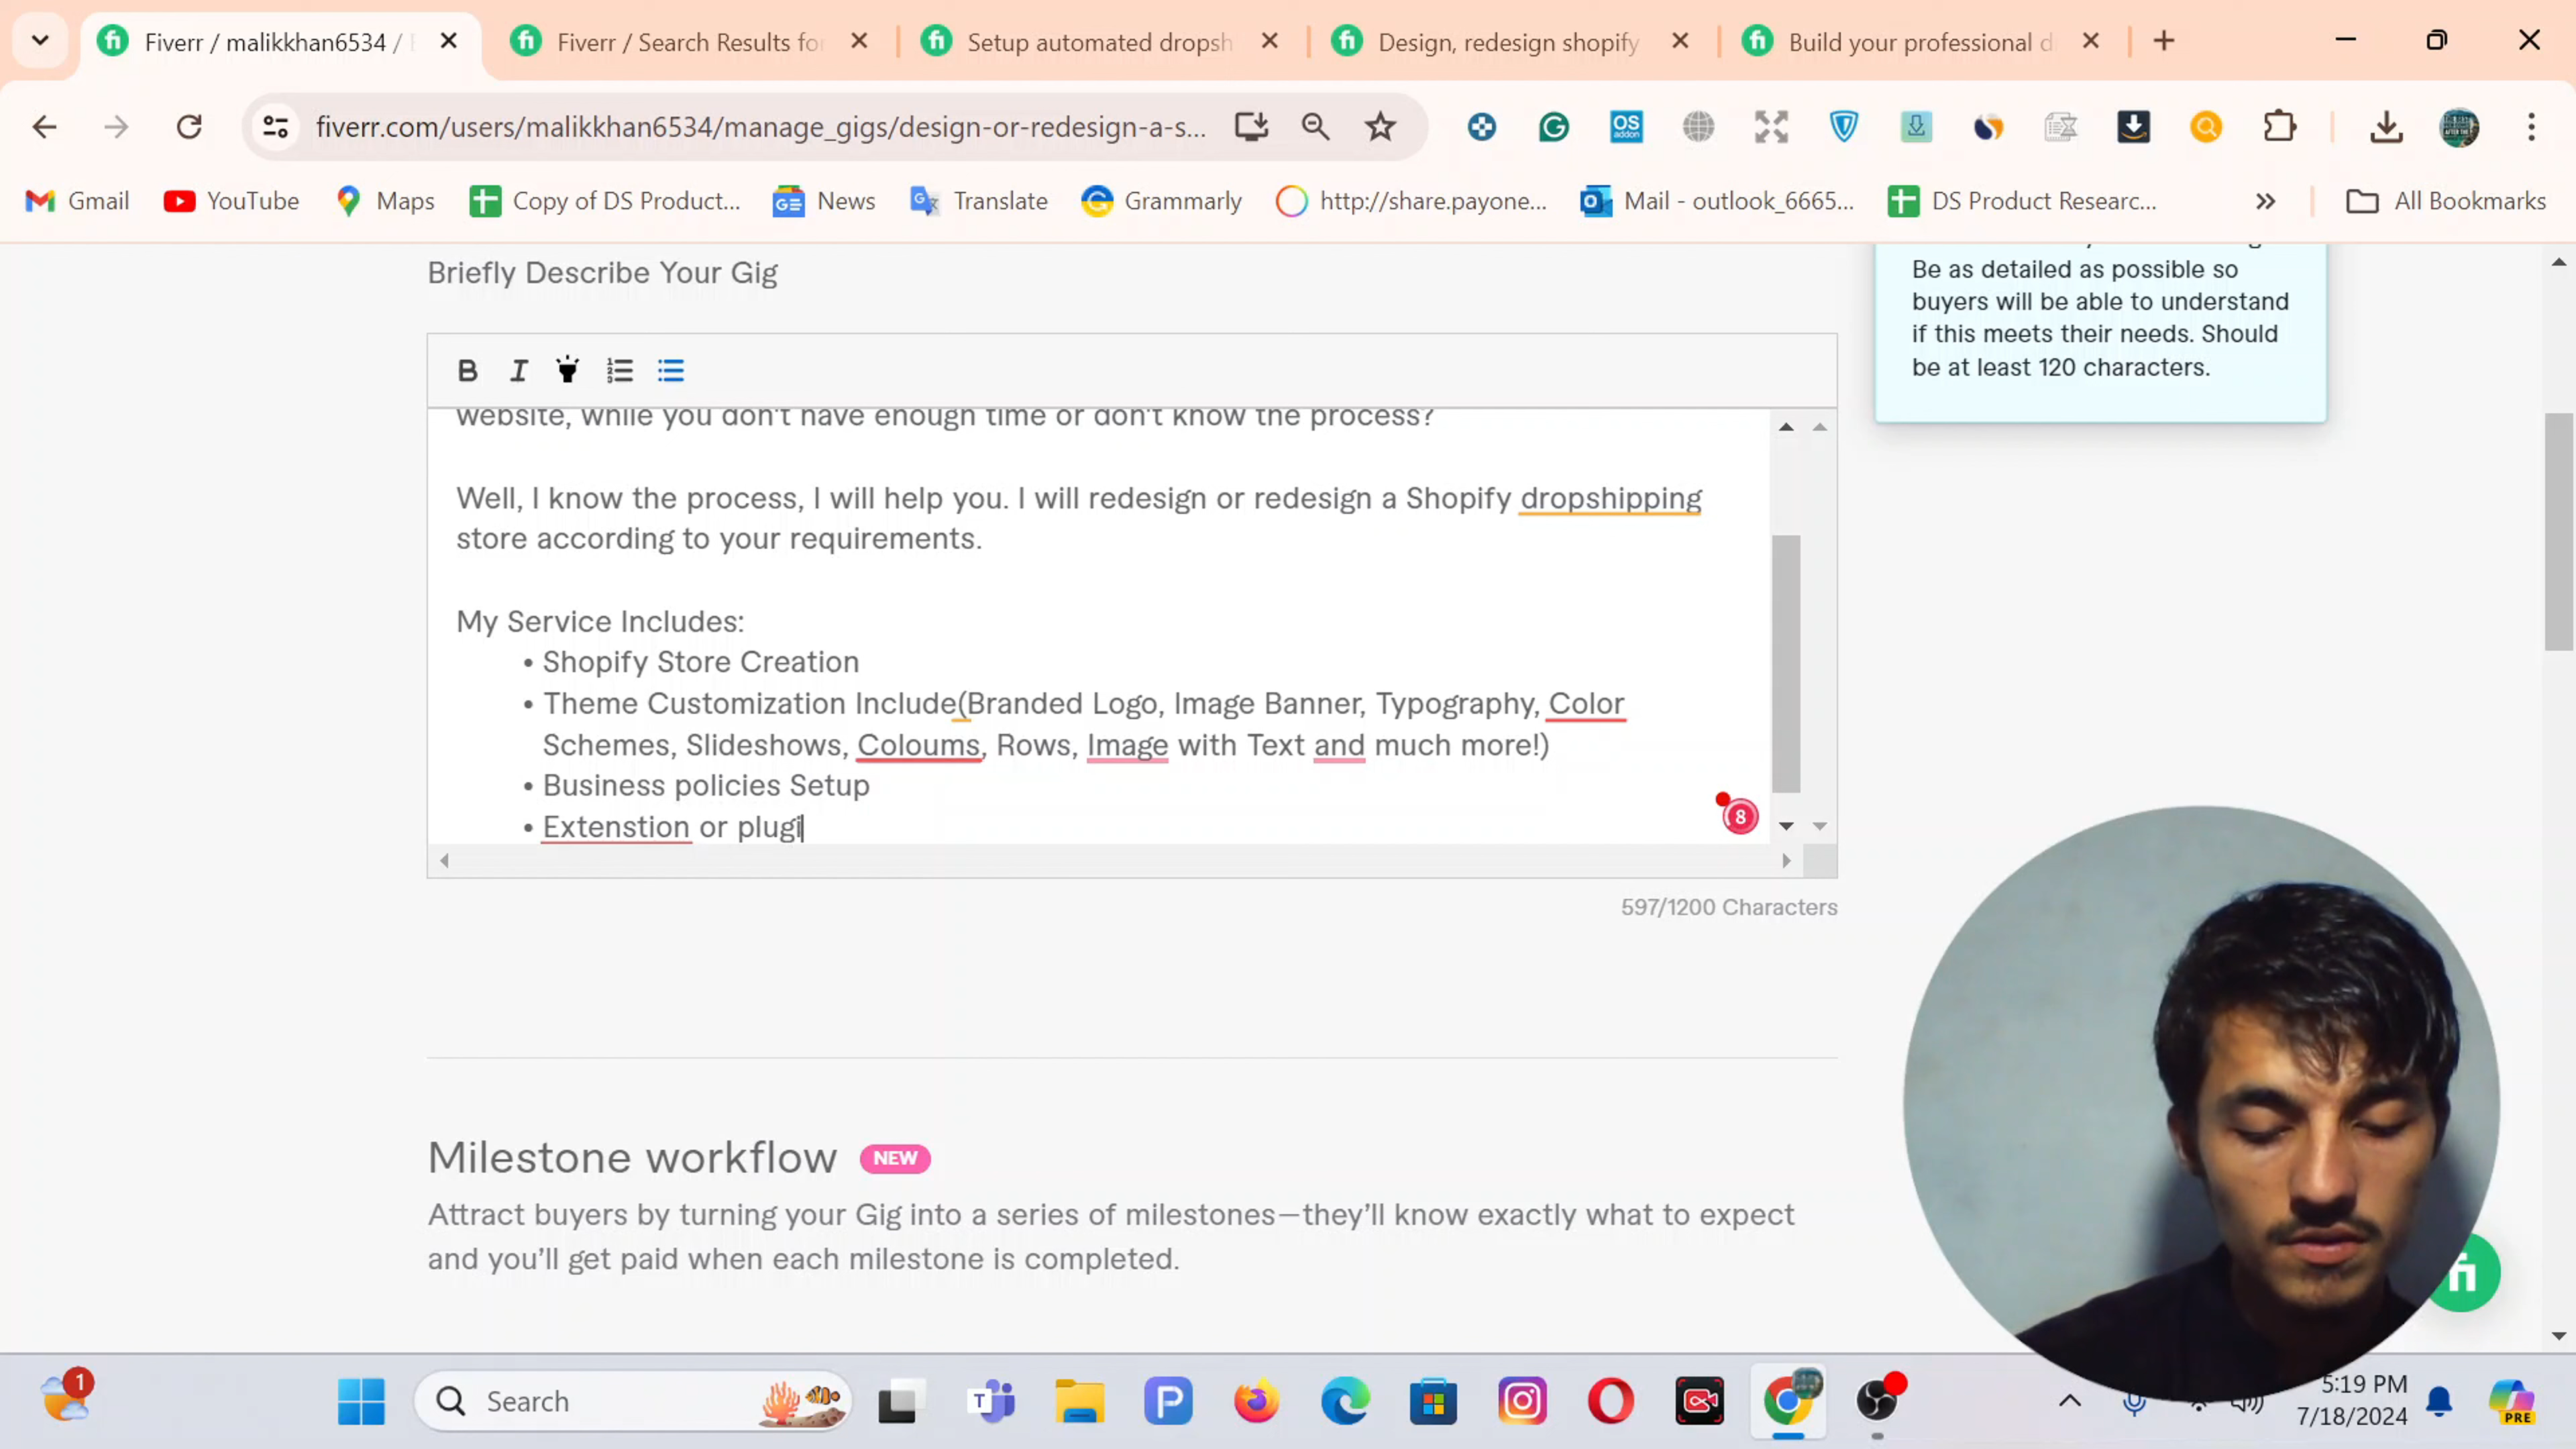 Fiverr / malikkhan6534 /
Fiverr / Search Results for
Setup automated dropsh
Design, redesign shopify
Build your professional d
fiverr.com/users/malikkhan6534/manage_gigs/design-or-redesign-a-s...
Gmail
YouTube
Maps
Copy of DS Product...
News
Translate
Grammarly
http://share.payone...
Mail - outlook_6665...
DS Product Researc...
All Bookmarks
Briefly Describe Your Gig
Be as detailed as possible so
buyers will be able to understand
if this meets their needs. Should
be at least 120 characters.
website, while you don't have enough time or don't know the process?
Well, I know the process, I will help you. I will redesign or redesign a Shopify dropshipping
store according to your requirements.
My Service Includes:
• Shopify Store Creation
• Theme Customization Include(Branded Logo, Image Banner, Typography, Color
Schemes, Slideshows, Coloums, Rows, Image with Text and much more!)
• Business policies Setup
• Extenstion or plugi
8
597/1200 Characters
Milestone workflow NEW
Attract buyers by turning your Gig into a series of milestones—they'll know exactly what to expect
and you'll get paid when each milestone is completed.
fi
1
Search
5:19 PM
7/18/2024
PRE